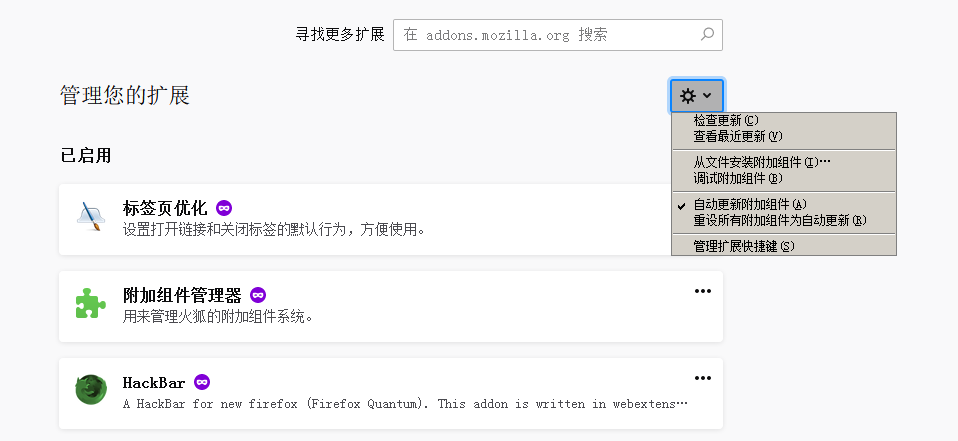 寻找更多扩展
在 addons.mozilla.org 搜索
管理您的扩展
检查更新(C)
查看最近更新(V)
从文件安装附加组件(I)…
调试附加组件(B)
自动更新附加组件(A)
重设所有附加组件为自动更新(R)
管理扩展快捷键(S)
已启用
标签页优化
设置打开链接和关闭标签的默认行为，方便使用。
附加组件管理器
用来管理火狐的附加组件系统。
HackBar
A HackBar for new firefox (Firefox Quantum). This addon is written in webextens…